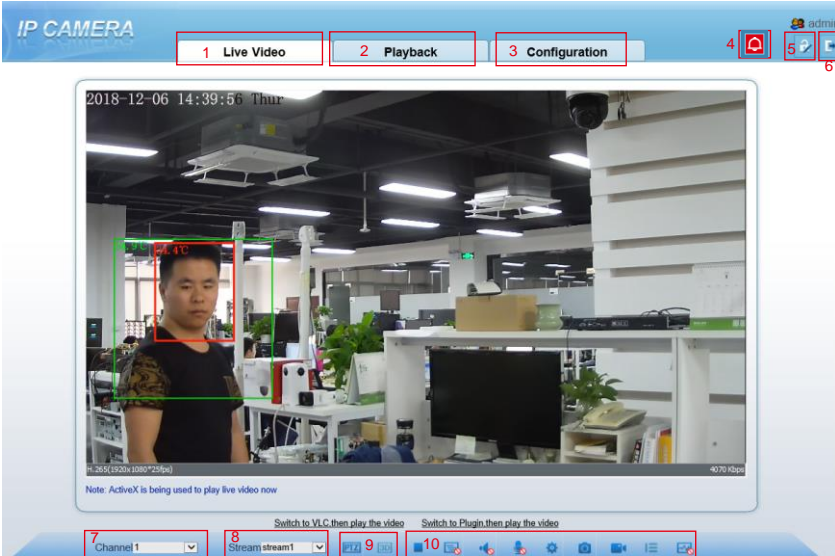 IP CAMERA
admin
1 Live Video
2 Playback
3 Configuration
4
5
6
2018-12-06 14:39:56 Thur
.4℃
H.265(1920x1080*25fps)
4070 Kbps
Note: ActiveX is being used to play live video now
Switch to VLC,then play the video
Switch to Plugin,then play the video
7
Channel 1
8
Stream stream1
PTZ 9 3D
10